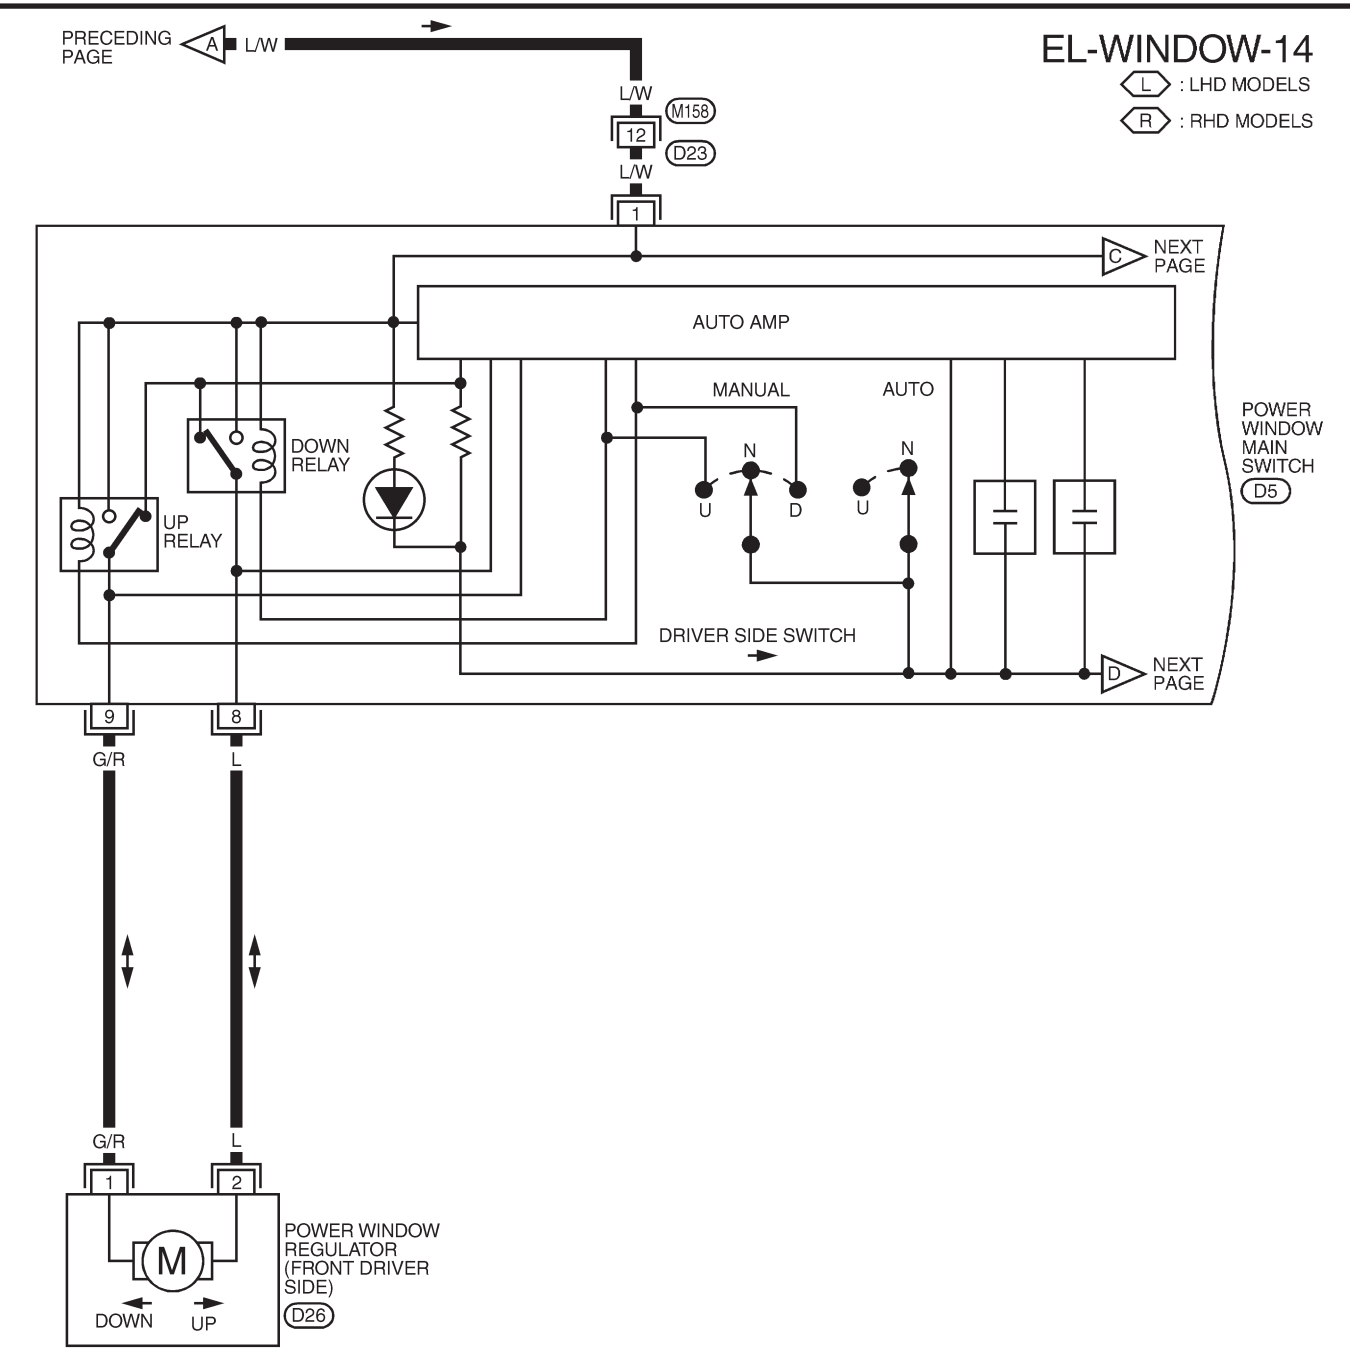 PRECEDING
PAGE
A
L/W
EL-WINDOW-14
L : LHD MODELS
R : RHD MODELS
L/W
M158
12
D23
L/W
1
C
NEXT
PAGE
AUTO AMP
MANUAL
AUTO
N
U
D
N
U
DOWN
RELAY
UP
RELAY
POWER
WINDOW
MAIN
SWITCH
D5
DRIVER SIDE SWITCH
D
NEXT
PAGE
9
8
G/R
L
G/R
L
1
2
M
DOWN
UP
POWER WINDOW
REGULATOR
(FRONT DRIVER
SIDE)
D26